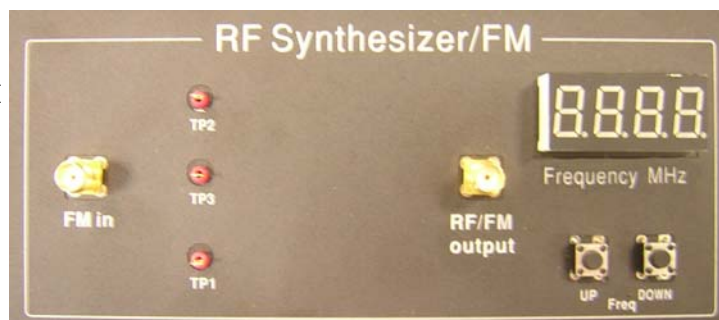 RF Synthesizer/FM
TP2
8.8.8.8
Frequency MHz
TP3
FM in
RF/FM
output
TP1
UP
DOWN
Freq